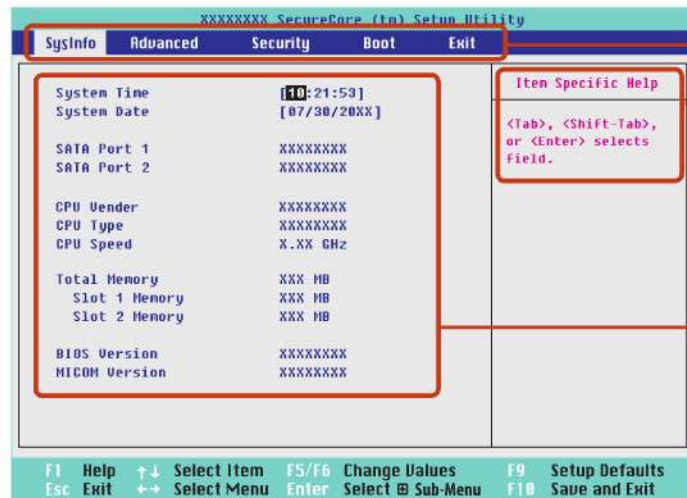 XXXXXXXX SecureCore (tm) Setup Utility
SysInfo Advanced Security Boot Exit
System Time [10:21:53]
System Date [07/30/20XX]
SATA Port 1 XXXXXXXX
SATA Port 2 XXXXXXXX
CPU Vender XXXXXXXX
CPU Type XXXXXXXX
CPU Speed X.XX GHz
Total Memory XXX MB
Slot 1 Memory XXX MB
Slot 2 Memory XXX MB
BIOS Version XXXXXXXX
MICOM Version XXXXXXXX
Item Specific Help
<Tab>, <Shift-Tab>,
or <Enter> selects
field.
F1 Help ↑↓ Select Item F5/F6 Change Values F9 Setup Defaults
Esc Exit ←→ Select Menu Enter Select ⊞ Sub-Menu F10 Save and Exit